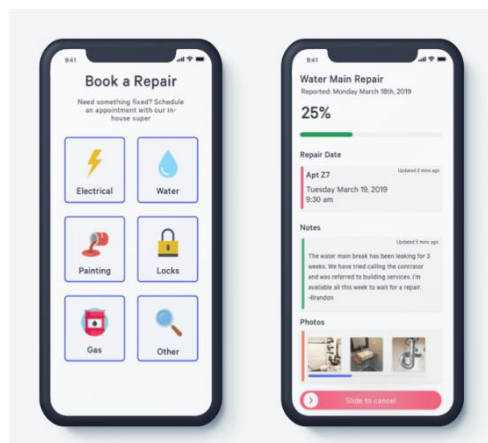 9:41
Book a Repair
Need something fixed? Schedule
an appointment with our in-
house super
Electrical
Water
Painting
Locks
Gas
Other
9:41
Water Main Repair
Reported: Monday March 18th, 2019
25%
Repair Date
Updated 2 mins ago
Apt Z7
Tuesday March 19, 2019
9:30 am
Notes
Updated 5 mins ago
The water main break has been leaking for 3
weeks. We have tried calling the contrator
and was referred to building services. I'm
available all this week to wait for a repair.
-Brandon
Photos
Slide to cancel